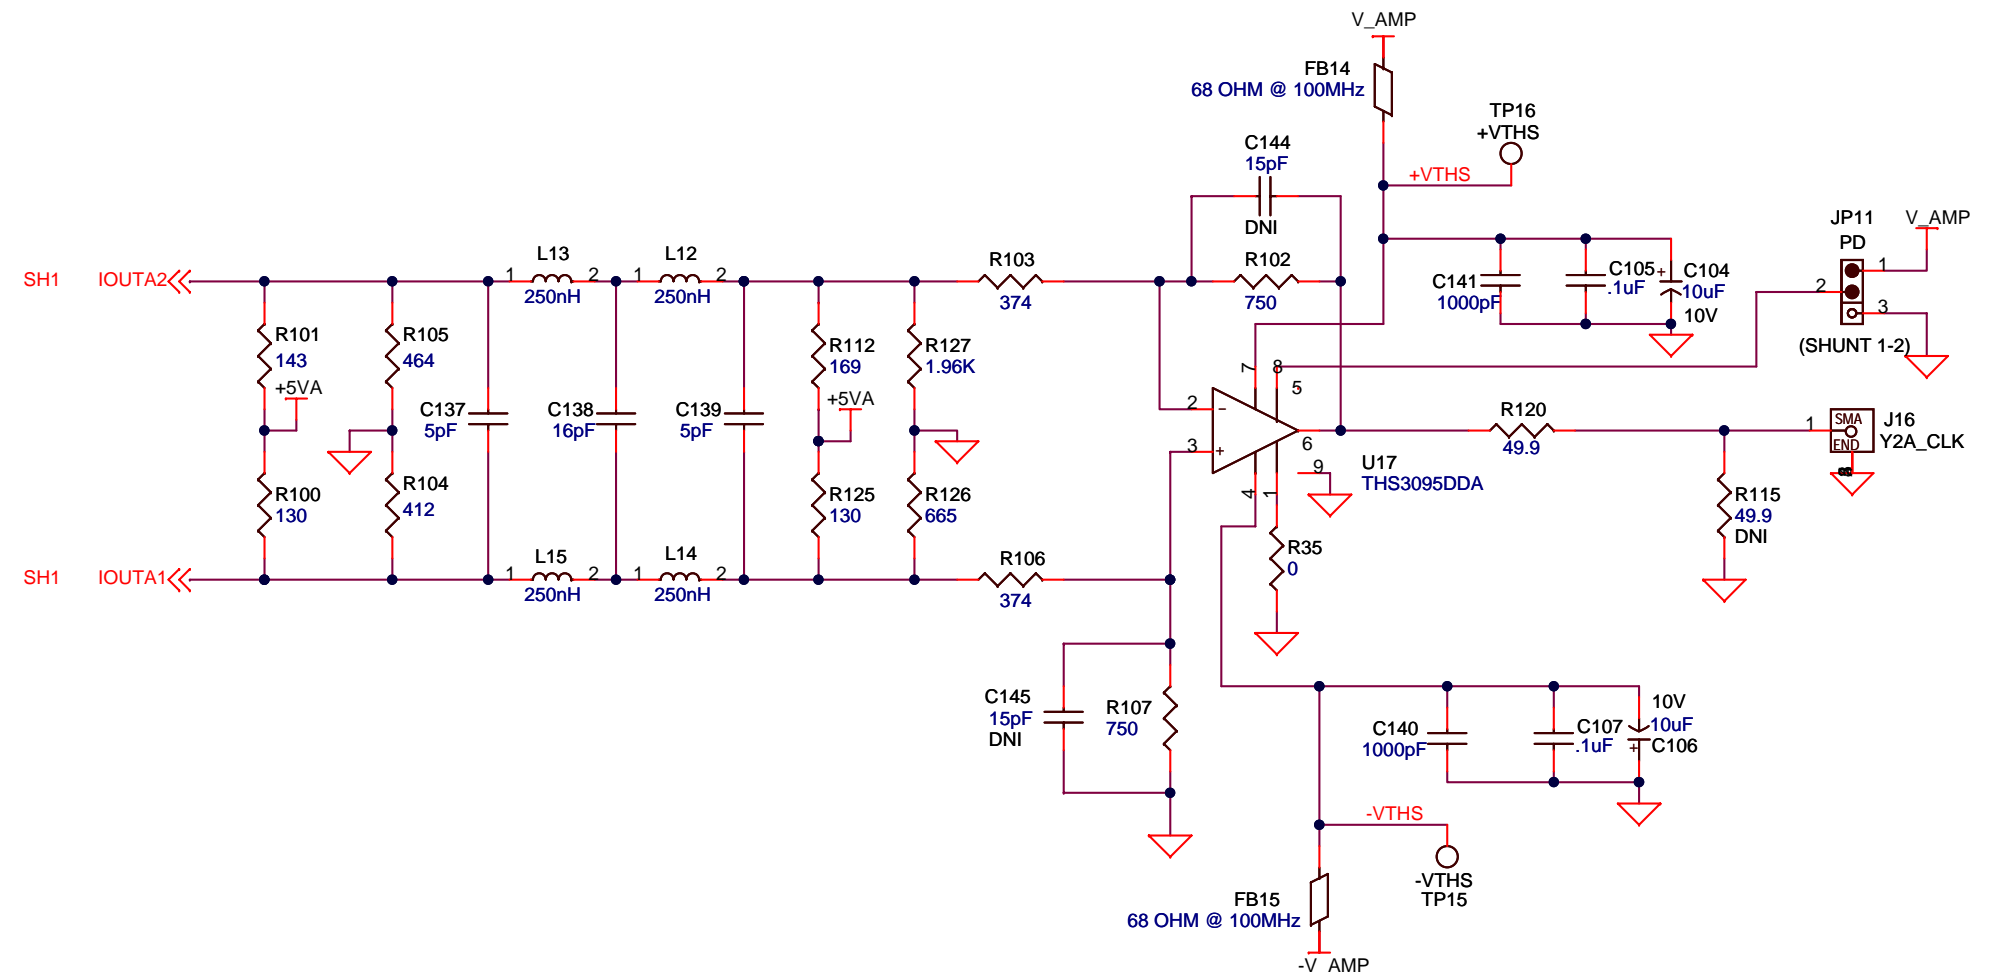 V_AMP
FB14
68 OHM @ 100MHz
TP16
+VTHS
+VTHS
C144
15pF
DNI
R102
750
JP11
PD
V_AMP
1
2
3
(SHUNT 1-2)
C141
1000pF
C105
.1uF
+
C104
10uF
10V
SH1 IOUTA2
L13
1 2
250nH
L12
1 2
250nH
R103
374
R101
143
+5VA
R105
464
C137
5pF
C138
16pF
C139
5pF
R112
169
+5VA
R127
1.96K
R100
130
R104
412
R125
130
R126
665
SH1 IOUTA1
L15
1 2
250nH
L14
1 2
250nH
R106
374
7
8
5
2
-
3
+
6
9
4
1
U17
THS3095DDA
R120
49.9
1
SMA
END
J16
Y2A_CLK
R115
49.9
DNI
R35
0
C145
15pF
DNI
R107
750
C140
1000pF
C107
.1uF
10V
10uF
+
C106
-VTHS
-VTHS
TP15
FB15
68 OHM @ 100MHz
-V_AMP